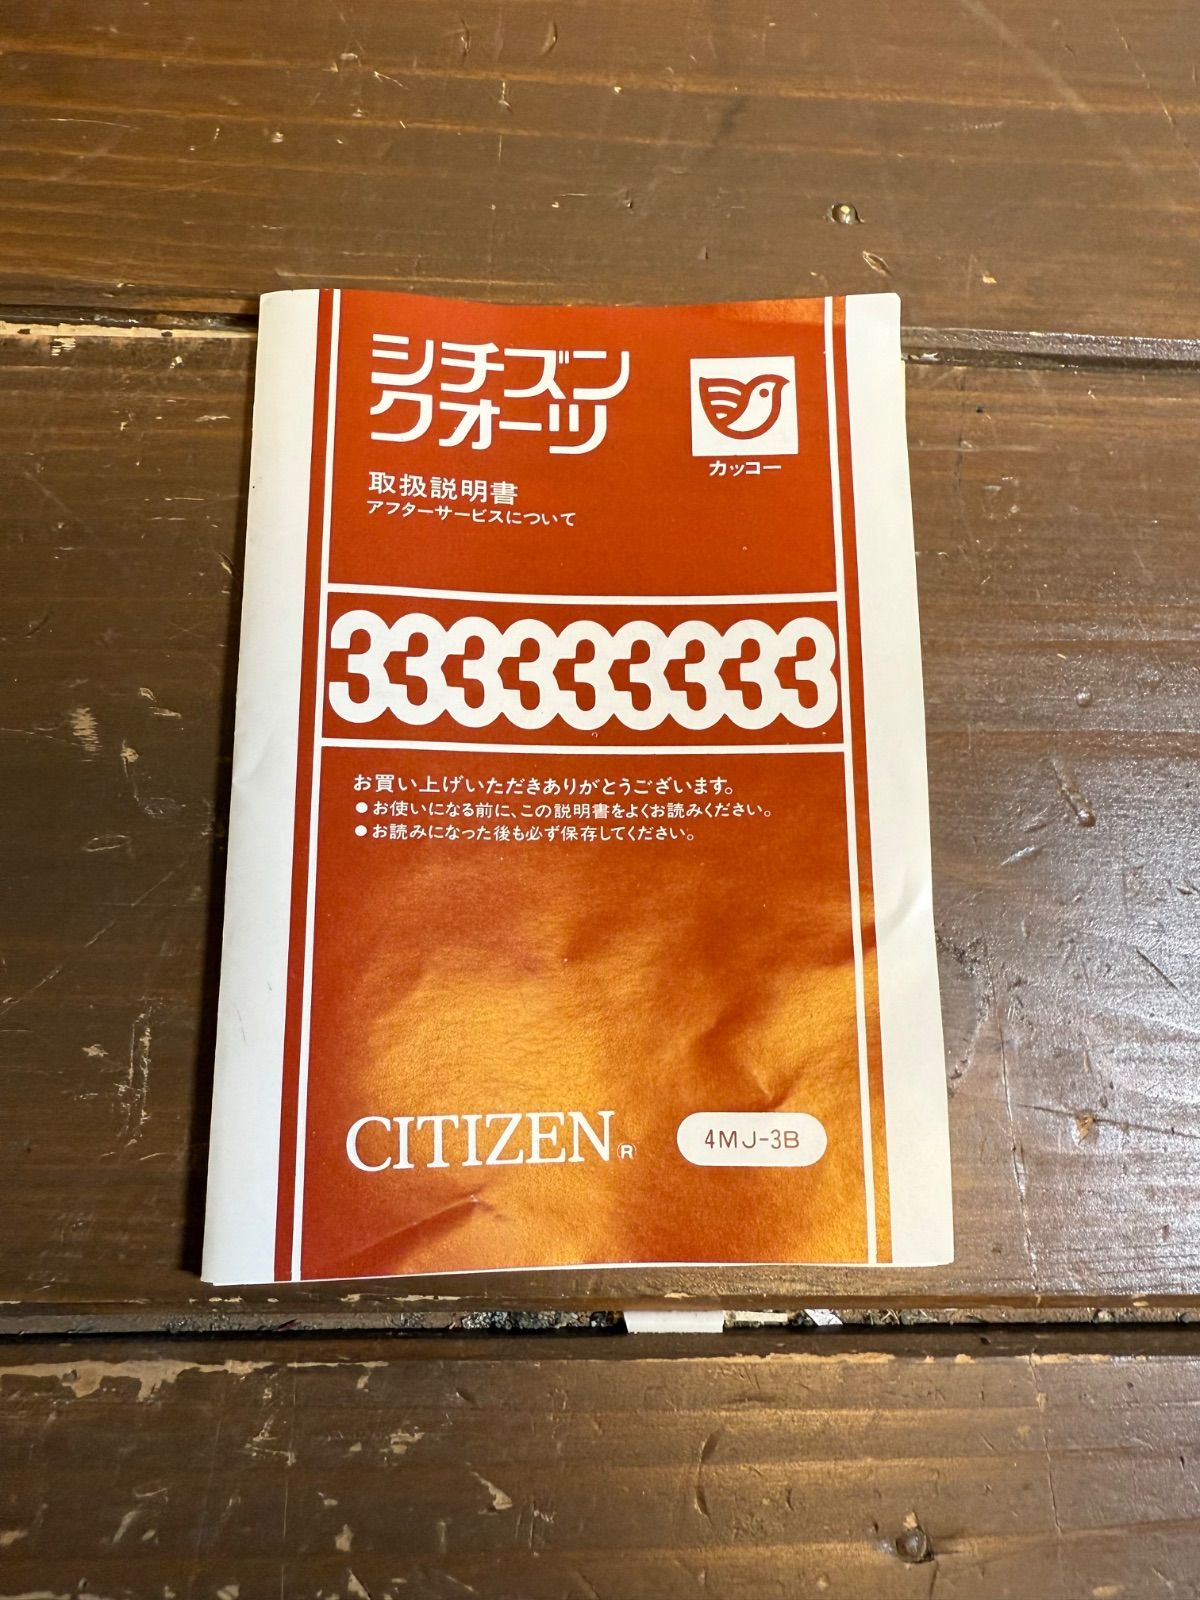 シチズン
クオーツ
カッコー
取扱説明書
アフターサービスについて
333333333
お買い上げいただきありがとうございます。
●お使いになる前に、この説明書をよくお読みください。
●お読みになった後も必ず保存してください。
CITIZEN®
4MJ-3B